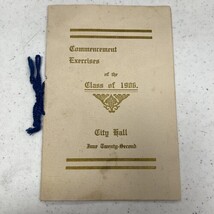 Commencement
Exercises
of the
Class of 1906.
City Hall
June Twenty-Second